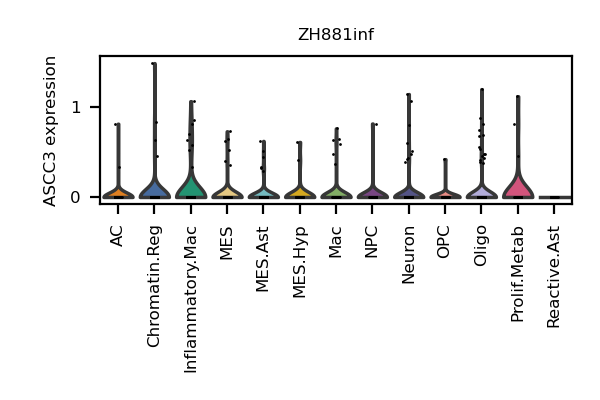 ZH881inf
ASCC3 expression
1
0
AC
Chromatin.Reg
Inflammatory.Mac
MES
MES.Ast
MES.Hyp
Mac
NPC
Neuron
OPC
Oligo
Prolif.Metab
Reactive.Ast